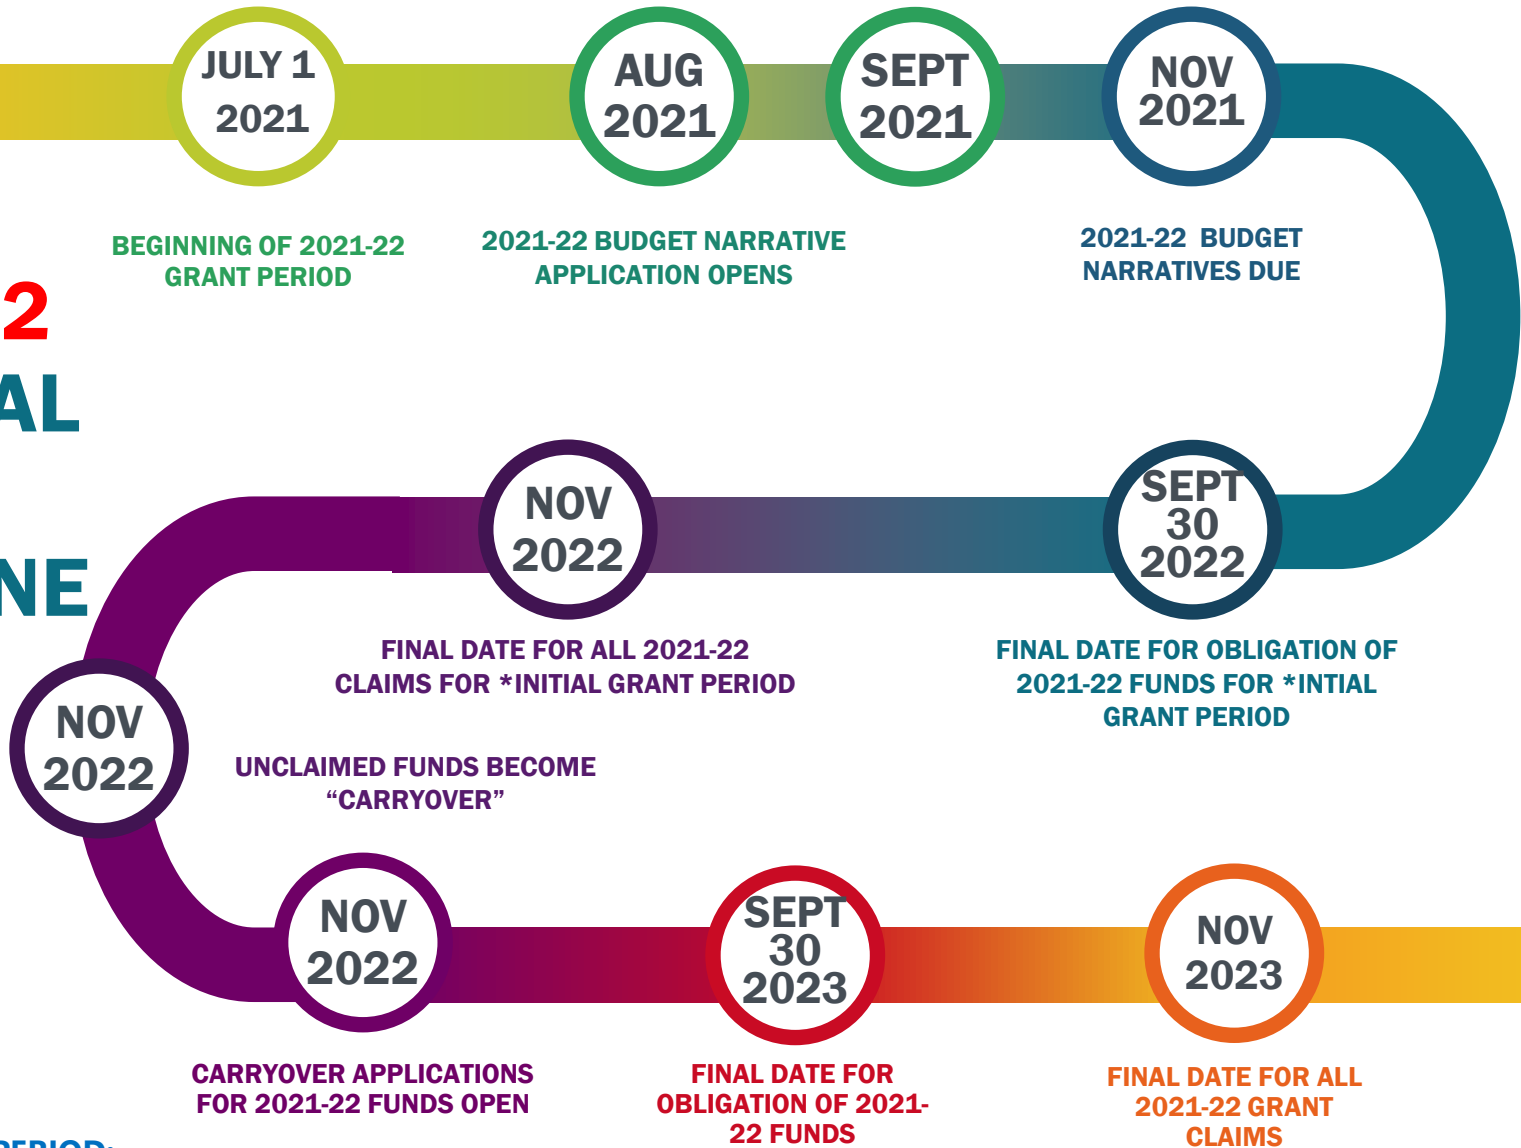 JULY 1
2021
AUG
2021
SEPT
2021
NOV
2021
BEGINNING OF 2021-22
GRANT PERIOD
2021-22 BUDGET NARRATIVE
APPLICATION OPENS
2021-22 BUDGET
NARRATIVES DUE
2
AL
NE
SEPT
30
2022
FINAL DATE FOR OBLIGATION OF
2021-22 FUNDS FOR *INTIAL
GRANT PERIOD
NOV
2022
FINAL DATE FOR ALL 2021-22
CLAIMS FOR *INITIAL GRANT PERIOD
NOV
2022
UNCLAIMED FUNDS BECOME
“CARRYOVER”
NOV
2022
CARRYOVER APPLICATIONS
FOR 2021-22 FUNDS OPEN
SEPT
30
2023
FINAL DATE FOR
OBLIGATION OF 2021-
22 FUNDS
NOV
2023
FINAL DATE FOR ALL
2021-22 GRANT
CLAIMS
PERIOD: